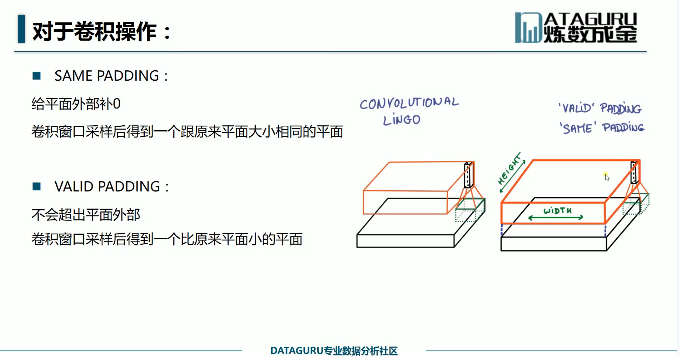 对于卷积操作：
DATAGURU
炼数成金
■ SAME PADDING：
给平面外部补0
卷积窗口采样后得到一个跟原来平面大小相同的平面
■ VALID PADDING：
不会超出平面外部
卷积窗口采样后得到一个比原来平面小的平面
CONVOLUTIONAL
LINGO
'VALID' PADDING
'SAME' PADDING
HEIGHT
WIDTH
DATAGURU专业数据分析社区